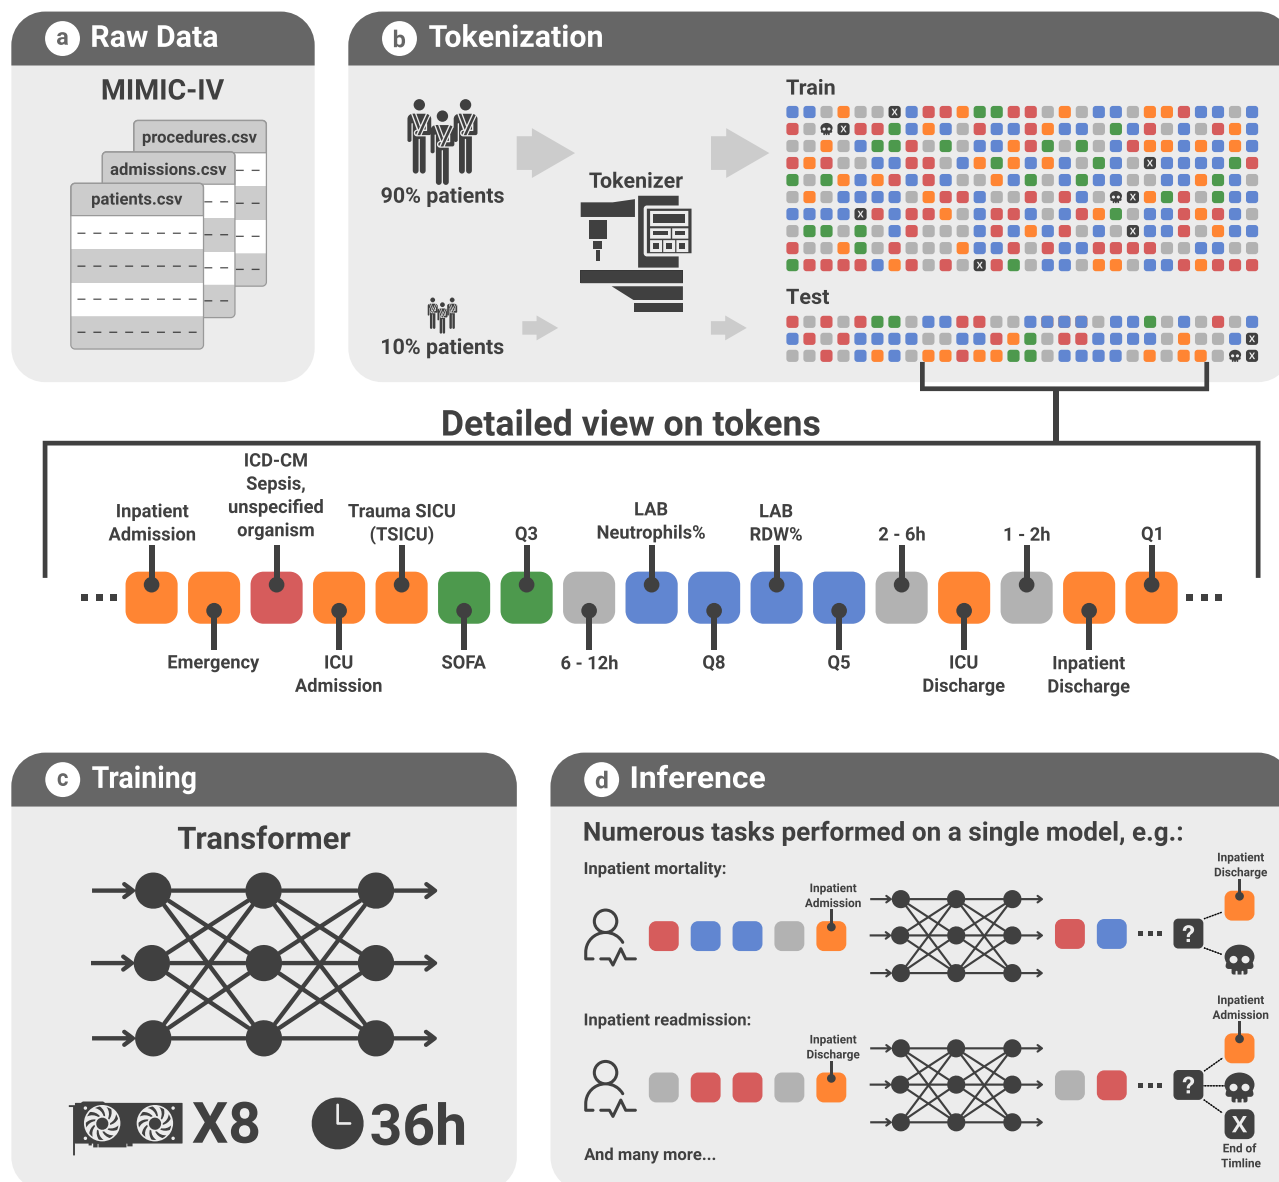 a Raw Data
MIMIC-IV
procedures.csv
admissions.csv
patients.csv
b Tokenization
90% patients
10% patients
Tokenizer
Train
X
X
X
X
X
X
X
Test
X
X
Detailed view on tokens
Inpatient
Admission
Emergency
ICD-CM
Sepsis,
unspecified
organism
ICU
Admission
Trauma SICU
(TSICU)
SOFA
Q3
6 - 12h
LAB
Neutrophils%
Q8
LAB
RDW%
Q5
2 - 6h
ICU
Discharge
1 - 2h
Inpatient
Discharge
Q1
c Training
Transformer
X8
36h
d Inference
Numerous tasks performed on a single model, e.g.:
Inpatient mortality:
Inpatient
Admission
?
Inpatient
Discharge
Inpatient readmission:
Inpatient
Discharge
?
Inpatient
Admission
X
End of
Timline
And many more...